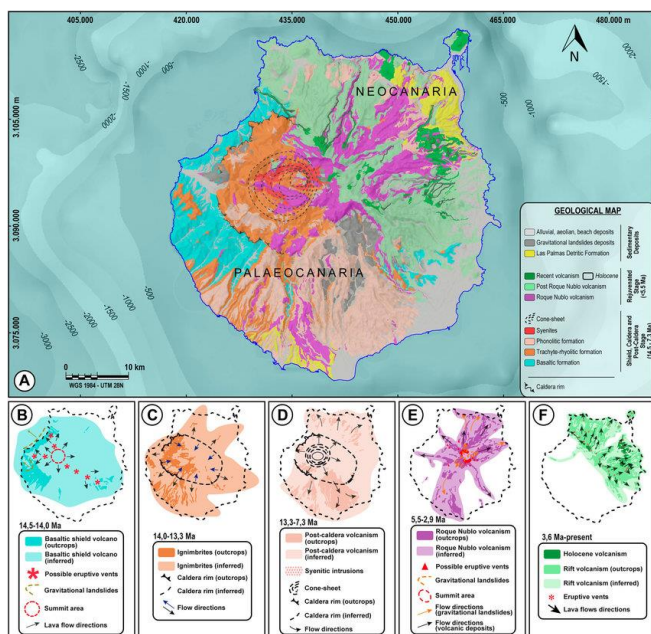 405.000 420.000 435.000 450.000 465.000 480.000 m
3.105.000 m
3.090.000
3.075.000
-2500
-2000
-1500
-1000
-500
-500
-1000
-1500
-2000
-500
-1000
-1500
-2000
-2500
-3000
N
NEOCANARIA
PALAEOCANARIA
0 10 km
WGS 1984 - UTM 28N
A
GEOLOGICAL MAP
Alluvial, aeolian, beach deposits
Gravitational landslides deposits
Las Palmas Detritic Formation
Sedimentary Deposits
Recent volcanism Holocene
Post Roque Nublo volcanism
Roque Nublo volcanism
Rejuvenated Stage (<5.5 Ma)
Cone-sheet
Syenites
Phonolitic formation
Trachyte-rhyolitic formation
Basaltic formation
Shield, Caldera and Post-Caldera Stage (14.5 - 7.3 Ma)
Caldera rim
B
14,5-14,0 Ma
Basaltic shield volcano (outcrops)
Basaltic shield volcano (inferred)
Possible eruptive vents
Gravitational landslides
Summit area
Lava flow directions
C
14,0-13,3 Ma
Ignimbrites (outcrops)
Ignimbrites (inferred)
Caldera rim (outcrops)
Caldera rim (inferred)
Flow directions
D
13,3-7,3 Ma
Post-caldera volcanism (outcrops)
Post-caldera volcanism (inferred)
Syenitic intrusions
Cone-sheet
Caldera rim (outcrops)
Caldera rim (inferred)
Flow directions
E
5,5-2,9 Ma
Roque Nublo volcanism (outcrops)
Roque Nublo volcanism (inferred)
Possible eruptive vents
Gravitational landslides
Summit area
Flow directions (gravitational landslides)
Flow directions (volcanic deposits)
F
3,6 Ma-present
Holocene volcanism
Rift volcanism (outcrops)
Rift volcanism (inferred)
Eruptive vents
Lava flows directions